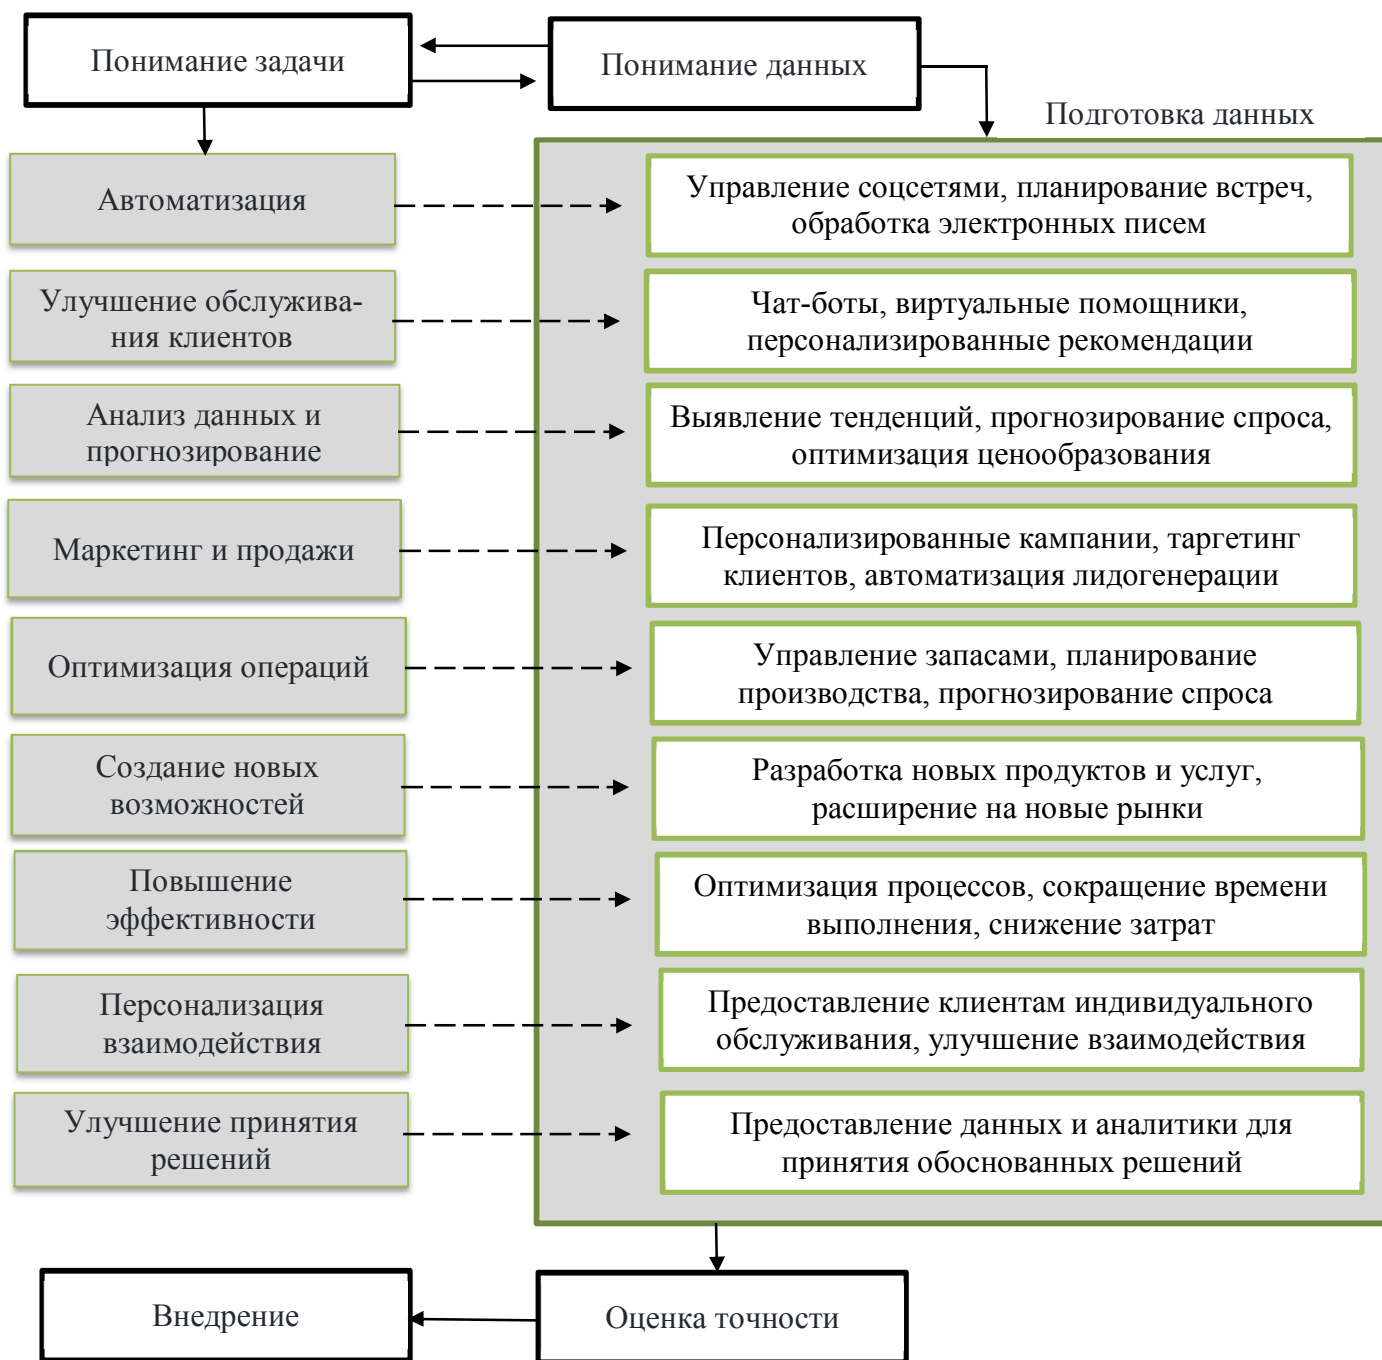 Понимание задачи
Понимание данных
Подготовка данных
Автоматизация
Управление соцсетями, планирование встреч,
обработка электронных писем
Улучшение обслужива-
ния клиентов
Чат-боты, виртуальные помощники,
персонализированные рекомендации
Анализ данных и
прогнозирование
Выявление тенденций, прогнозирование спроса,
оптимизация ценообразования
Маркетинг и продажи
Персонализированные кампании, таргетинг
клиентов, автоматизация лидогенерации
Оптимизация операций
Управление запасами, планирование
производства, прогнозирование спроса
Создание новых
возможностей
Разработка новых продуктов и услуг,
расширение на новые рынки
Повышение
эффективности
Оптимизация процессов, сокращение времени
выполнения, снижение затрат
Персонализация
взаимодействия
Предоставление клиентам индивидуального
обслуживания, улучшение взаимодействия
Улучшение принятия
решений
Предоставление данных и аналитики для
принятия обоснованных решений
Внедрение
Оценка точности